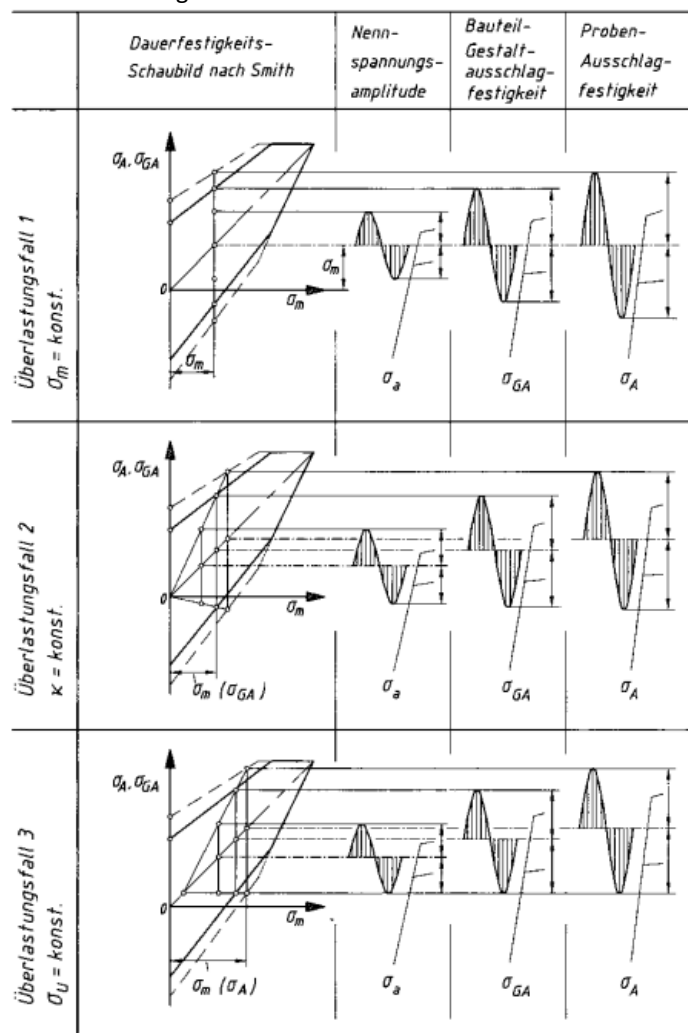 Dauerfestigkeits-
Schaubild nach Smith
Nenn-
spannungs-
amplitude
Bauteil-
Gestalt-
ausschlag-
festigkeit
Proben-
Ausschlag-
festigkeit
Überlastungsfall 1
σm = konst.
σA, σGA
0
σm
σm
σm
σa
σGA
σA
Überlastungsfall 2
κ = konst.
σA, σGA
0
σm
σm (σGA)
σa
σGA
σA
Überlastungsfall 3
σu = konst.
σA, σGA
0
σm
σm (σA)
σa
σGA
σA